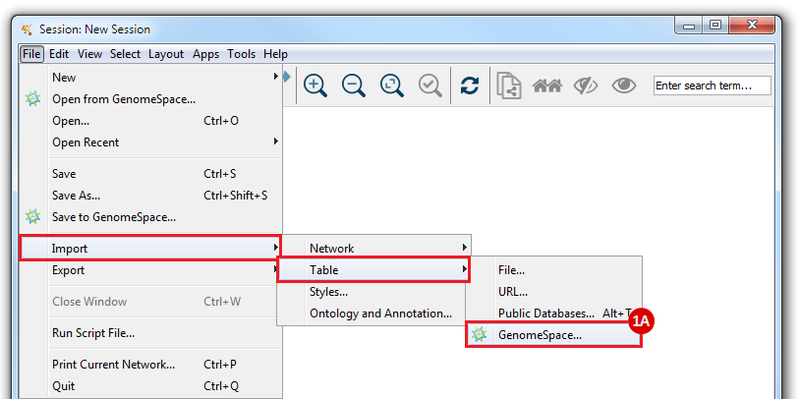 Session: New Session
File Edit View Select Layout Apps Tools Help
New
Open from GenomeSpace...
Open... Ctrl+O
Open Recent
Save Ctrl+S
Save As... Ctrl+Shift+S
Save to GenomeSpace...
Import
Export
Close Window Ctrl+W
Run Script File...
Print Current Network... Ctrl+P
Quit Ctrl+Q
Enter search term...
Network
Table
Styles...
Ontology and Annotation...
File...
URL...
Public Databases... Alt+T
GenomeSpace...
1A